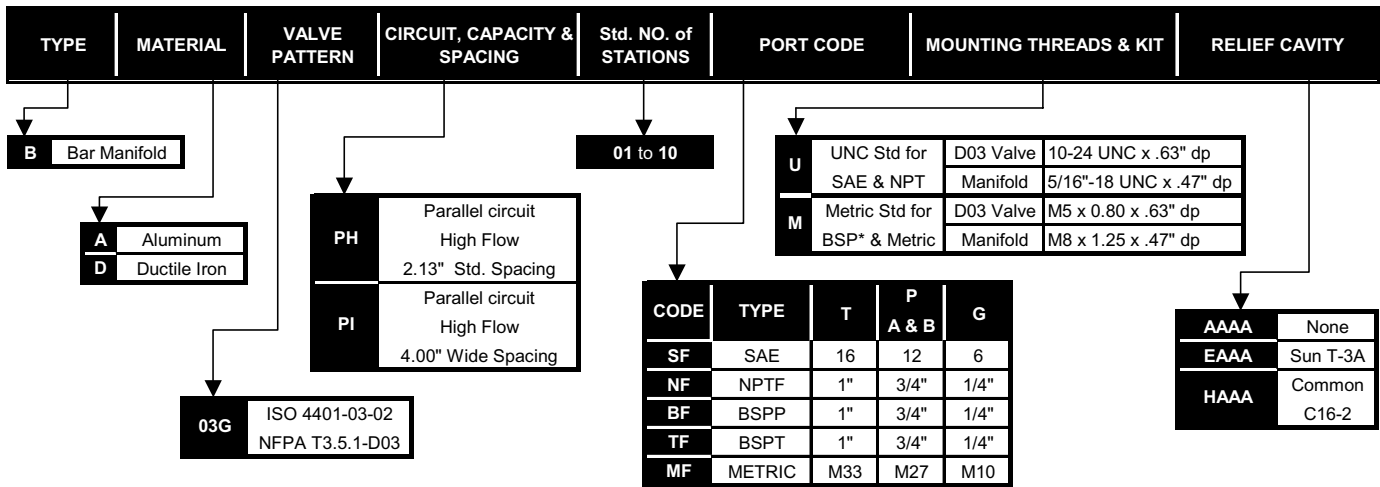 TYPE MATERIAL VALVE PATTERN CIRCUIT, CAPACITY & SPACING Std. NO. of STATIONS PORT CODE MOUNTING THREADS & KIT RELIEF CAVITY
B Bar Manifold
01 to 10
U UNC Std for SAE & NPT D03 Valve 10-24 UNC x .63" dp
Manifold 5/16"-18 UNC x .47" dp
M Metric Std for BSP* & Metric D03 Valve M5 x 0.80 x .63" dp
Manifold M8 x 1.25 x .47" dp
A Aluminum
D Ductile Iron
PH Parallel circuit
High Flow
2.13" Std. Spacing
PI Parallel circuit
High Flow
4.00" Wide Spacing
03G ISO 4401-03-02
NFPA T3.5.1-D03
CODE TYPE T P A & B G
SF SAE 16 12 6
NF NPTF 1" 3/4" 1/4"
BF BSPP 1" 3/4" 1/4"
TF BSPT 1" 3/4" 1/4"
MF METRIC M33 M27 M10
AAAA None
EAAA Sun T-3A
HAAA Common
C16-2